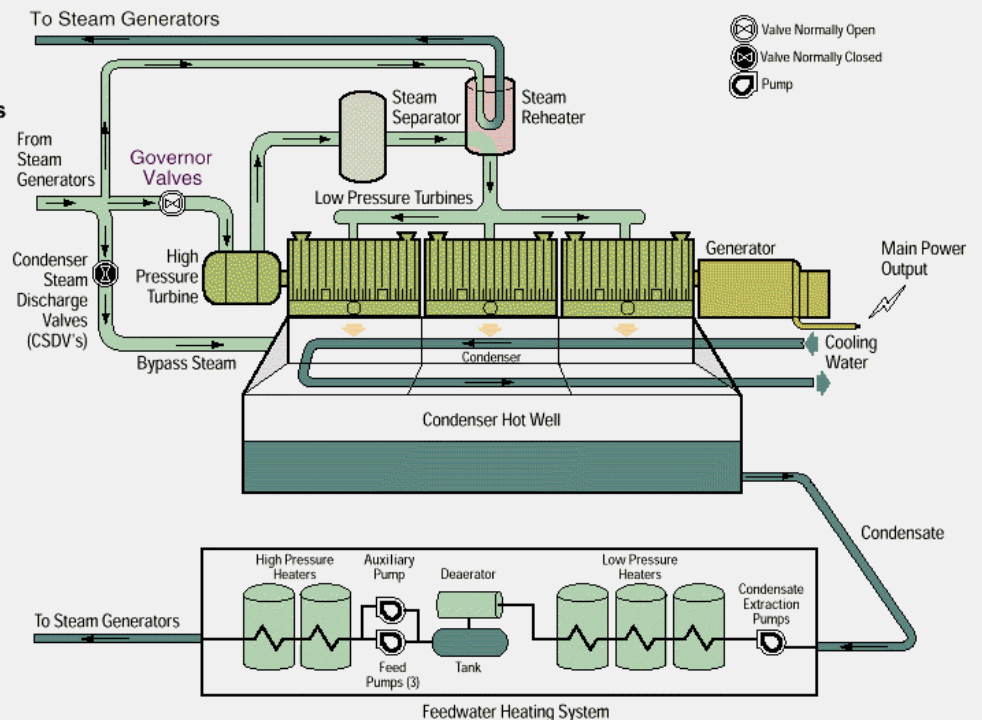 To Steam Generators
Valve Normally Open
Valve Normally Closed
Pump
s
Steam
Separator
Steam
Reheater
From
Steam
Generators
Governor
Valves
Low Pressure Turbines
High
Pressure
Turbine
Generator
Main Power
Output
Condenser
Steam
Discharge
Valves
(CSDV's)
Bypass Steam
Condenser
Cooling
Water
Condenser Hot Well
Condensate
High Pressure
Heaters
Auxiliary
Pump
Deaerator
Low Pressure
Heaters
Condensate
Extraction
Pumps
To Steam Generators
Feed
Pumps (3)
Tank
Feedwater Heating System